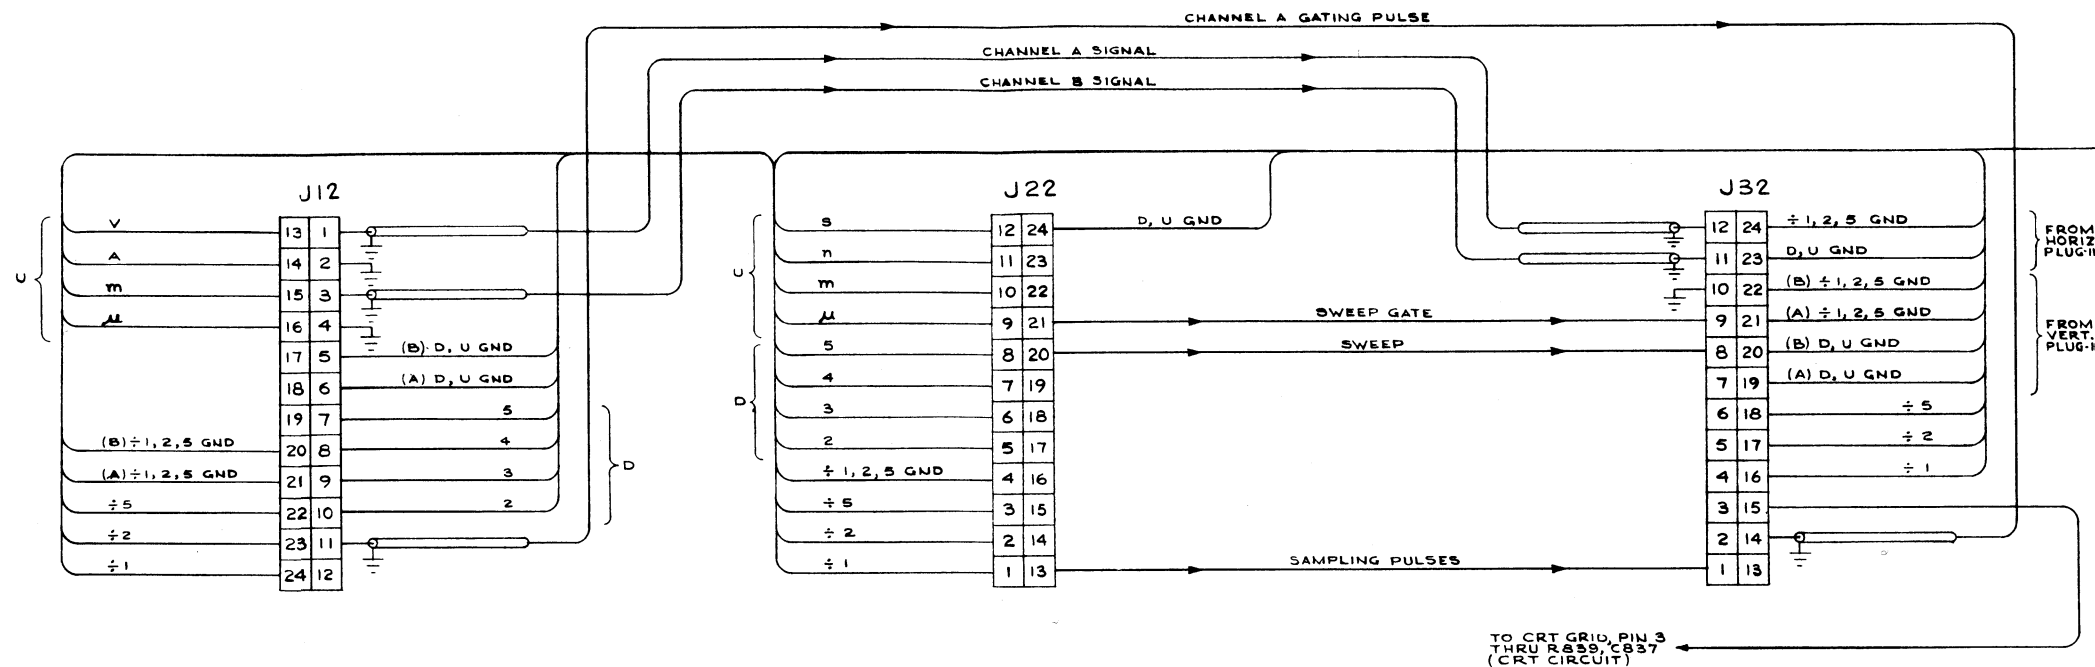 CHANNEL A GATING PULSE
CHANNEL A SIGNAL
CHANNEL B SIGNAL
J12
V
A
m
µ
U
13 1
14 2
15 3
16 4
17 5
18 6
19 7
20 8
21 9
22 10
23 11
24 12
(B) D, U GND
(A) D, U GND
5
4
3
2
D
(B) ÷ 1, 2, 5 GND
(A) ÷ 1, 2, 5 GND
÷ 5
÷ 2
÷ 1
J22
s
n
m
µ
U
5
4
3
2
D
÷ 1, 2, 5 GND
÷ 5
÷ 2
÷ 1
12 24
11 23
10 22
9 21
8 20
7 19
6 18
5 17
4 16
3 15
2 14
1 13
D, U GND
SWEEP GATE
SWEEP
SAMPLING PULSES
J32
12 24
11 23
10 22
9 21
8 20
7 19
6 18
5 17
4 16
3 15
2 14
1 13
÷ 1, 2, 5 GND
D, U GND
(B) ÷ 1, 2, 5 GND
(A) ÷ 1, 2, 5 GND
(B) D, U GND
(A) D, U GND
÷ 5
÷ 2
÷ 1
FROM
HORIZ
FROM
VERT.
TO CRT GRID, PIN 3
THRU R839, C837
(CRT CIRCUIT)